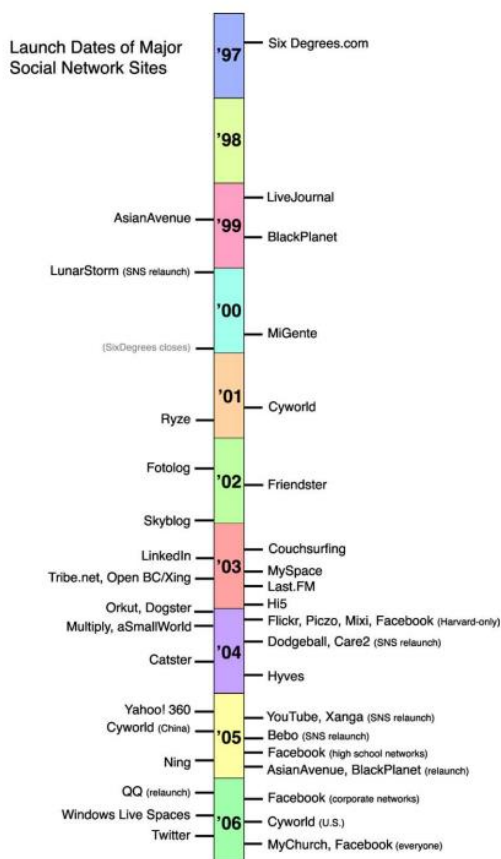 Launch Dates of Major
Social Network Sites
'97
Six Degrees.com
'98
'99
LiveJournal
AsianAvenue
BlackPlanet
LunarStorm (SNS relaunch)
'00
MiGente
(SixDegrees closes)
'01
Cyworld
Ryze
Fotolog
'02
Friendster
Skyblog
'03
Couchsurfing
LinkedIn
MySpace
Tribe.net, Open BC/Xing
Last.FM
Hi5
Orkut, Dogster
Flickr, Piczo, Mixi, Facebook (Harvard-only)
Multiply, aSmallWorld
'04
Dodgeball, Care2 (SNS relaunch)
Catster
Hyves
Yahoo! 360
YouTube, Xanga (SNS relaunch)
Cyworld (China)
'05
Bebo (SNS relaunch)
Facebook (high school networks)
Ning
AsianAvenue, BlackPlanet (relaunch)
QQ (relaunch)
Facebook (corporate networks)
Windows Live Spaces
'06
Cyworld (U.S.)
Twitter
MyChurch, Facebook (everyone)